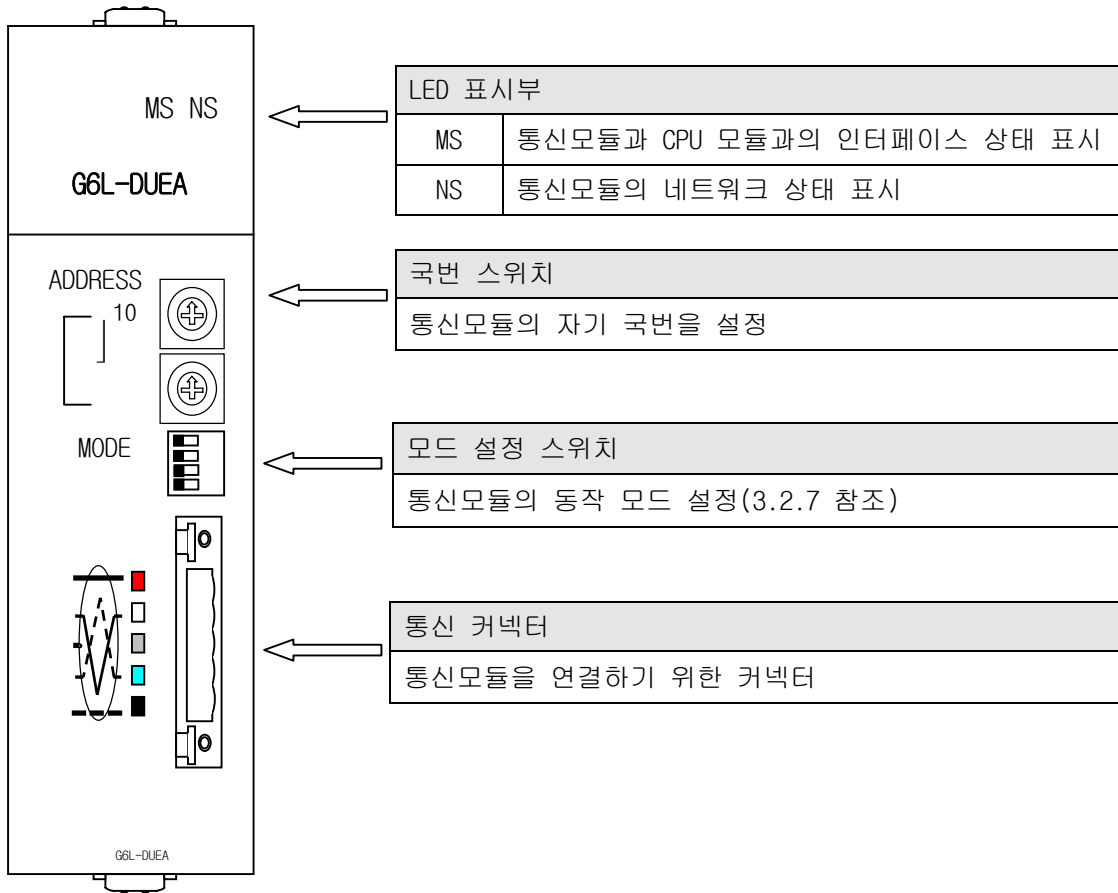 MS NS
G6L-DUEA
ADDRESS
10
MODE
G6L-DUEA
LED 표시부
MS 통신모듈과 CPU 모듈과의 인터페이스 상태 표시
NS 통신모듈의 네트워크 상태 표시
국번 스위치
통신모듈의 자기 국번을 설정
모드 설정 스위치
통신모듈의 동작 모드 설정(3.2.7 참조)
통신 커넥터
통신모듈을 연결하기 위한 커넥터